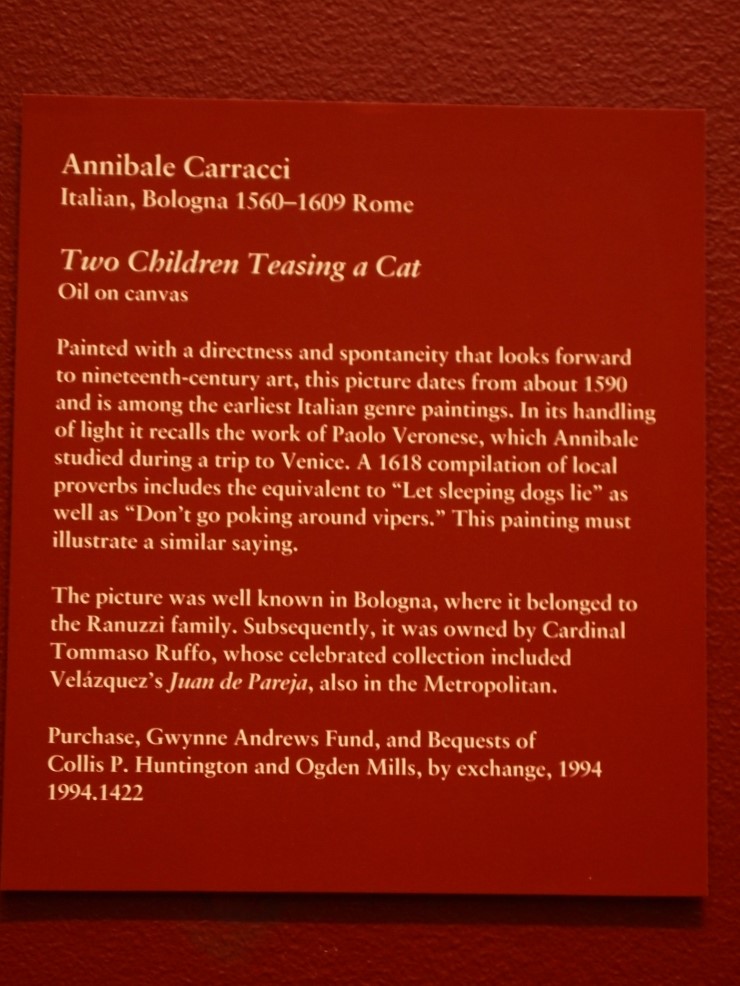 Annibale Carracci
Italian, Bologna 1560–1609 Rome
Two Children Teasing a Cat
Oil on canvas
Painted with a directness and spontaneity that looks forward
to nineteenth-century art, this picture dates from about 1590
and is among the earliest Italian genre paintings. In its handling
of light it recalls the work of Paolo Veronese, which Annibale
studied during a trip to Venice. A 1618 compilation of local
proverbs includes the equivalent to “Let sleeping dogs lie” as
well as “Don’t go poking around vipers.” This painting must
illustrate a similar saying.
The picture was well known in Bologna, where it belonged to
the Ranuzzi family. Subsequently, it was owned by Cardinal
Tommaso Ruffo, whose celebrated collection included
Velázquez’s Juan de Pareja, also in the Metropolitan.
Purchase, Gwynne Andrews Fund, and Bequests of
Collis P. Huntington and Ogden Mills, by exchange, 1994
1994.1422